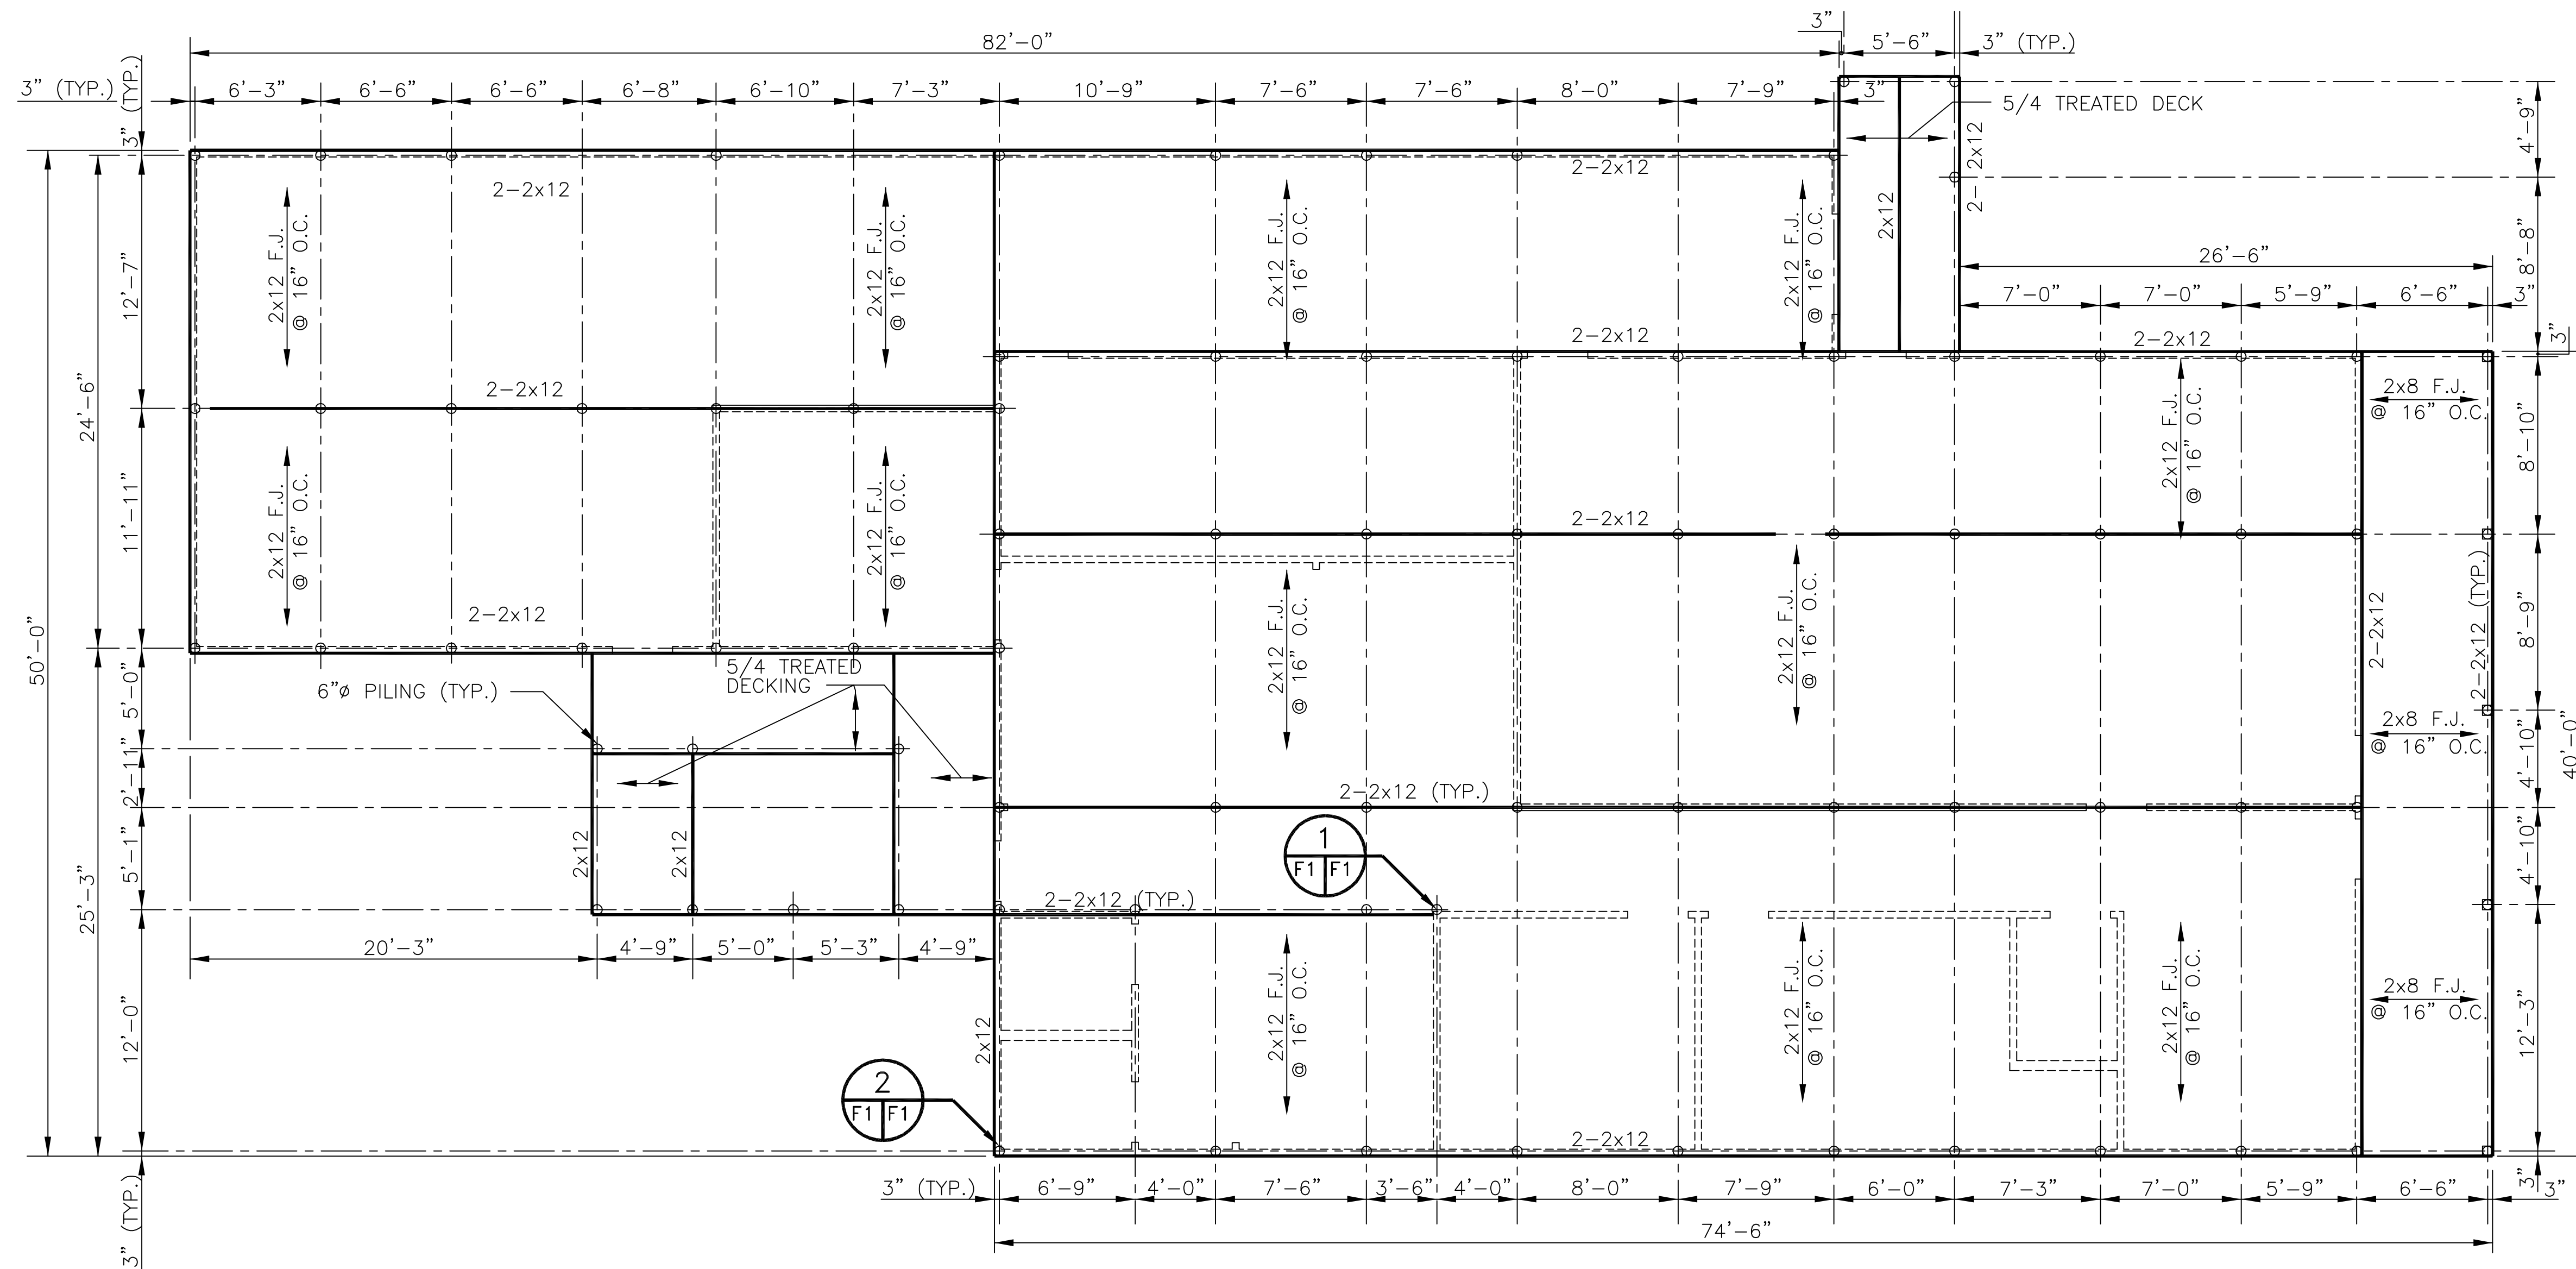 3”
82’-0”
5’-6”
3” (TYP.)
3” (TYP.)
3” (TYP.)
6’-3”
6’-6”
6’-6”
6’-8”
6’-10”
7’-3”
10’-9”
7’-6”
7’-6”
8’-0”
7’-9”
3”
5/4 TREATED DECK
4’-9”
2-2x12
2-2x12
2- 2x12
2x12
2x12 F.J.
@ 16” O.C.
2x12 F.J.
@ 16” O.C.
2x12 F.J.
@ 16” O.C.
2x12 F.J.
@ 16” O.C.
12’-7”
8’-8”
26’-6”
7’-0”
7’-0”
5’-9”
6’-6”
3”
3”
2-2x12
2-2x12
2-2x12
24’-6”
2x8 F.J.
@ 16” O.C.
2x12 F.J.
@ 16” O.C.
8’-10”
11’-11”
2x12 F.J.
@ 16” O.C.
2x12 F.J.
@ 16” O.C.
2-2x12
2-2x12
50’-0”
2x12 F.J.
@ 16” O.C.
2x12 F.J.
@ 16” O.C.
2-2x12
2-2x12 (TYP.)
8’-9”
5/4 TREATED
DECKING
6”ø PILING (TYP.)
5’-0”
2x8 F.J.
@ 16” O.C.
40’-0”
2’-1”
4’-10”
2-2x12 (TYP.)
1
F1
F1
5’-1”
2x12
2x12
4’-10”
25’-3”
2-2x12 (TYP.)
20’-3”
4’-9”
5’-0”
5’-3”
4’-9”
12’-0”
2x12
2x12 F.J.
@ 16” O.C.
2x12 F.J.
@ 16” O.C.
2x12 F.J.
@ 16” O.C.
2x8 F.J.
@ 16” O.C.
12’-3”
2
F1
F1
2-2x12
3” (TYP.)
3” (TYP.)
6’-9”
4’-0”
7’-6”
3’-6”
4’-0”
8’-0”
7’-9”
6’-0”
7’-3”
7’-0”
5’-9”
6’-6”
3”
3”
74’-6”